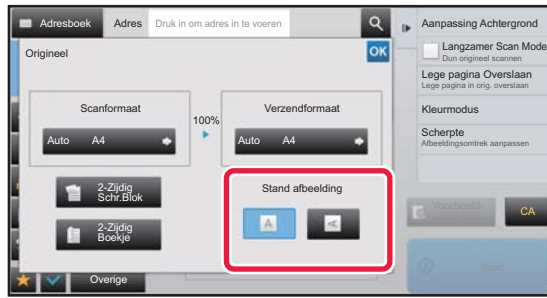 Adresboek
Adres
Druk in om adres in te voeren
Origineel
OK
Scanformaat
Auto A4
100%
Verzendformaat
Auto A4
2-Zijdig
Schr.Blok
2-Zijdig
Boekje
Stand afbeelding
A
A
Overige
Aanpassing Achtergrond
Langzamer Scan Mode
Dun origineel scannen
Lege pagina Overslaan
Lege pagina in orig. overslaan
Kleurmodus
Scherpte
Afbeeldingsomtrek aanpassen
Voorbeeld-
CA
Start